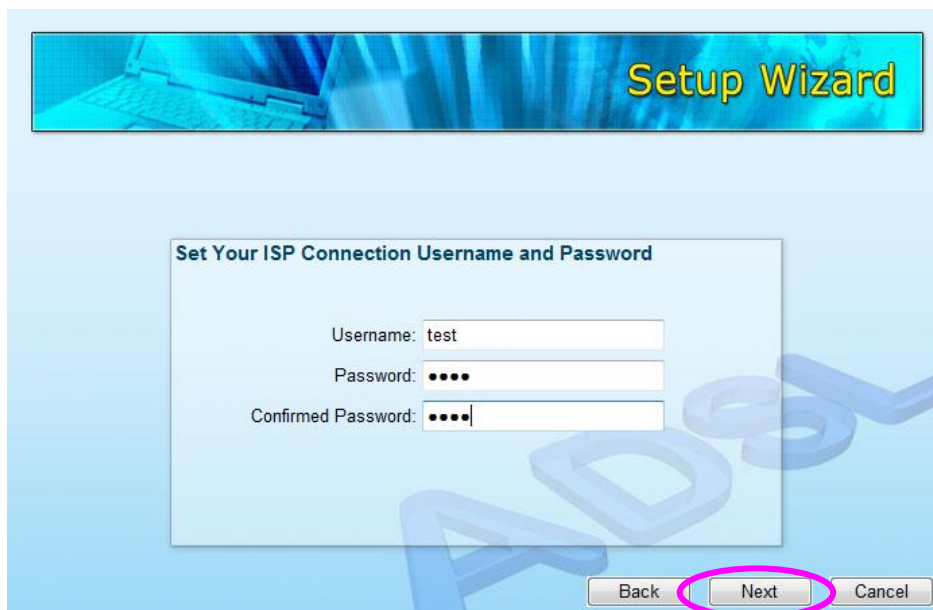 Setup Wizard
Set Your ISP Connection Username and Password
Username: test
Password: ••••
Confirmed Password: ••••
ADSL
Back Next Cancel